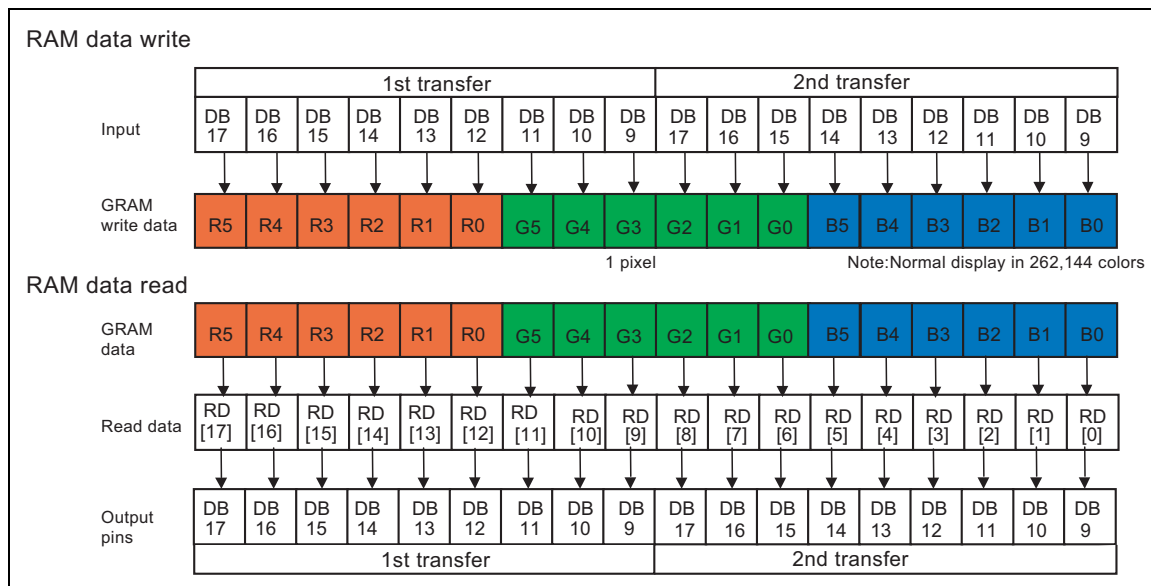 RAM data write
1st transfer 2nd transfer
Input
DB 17 DB 16 DB 15 DB 14 DB 13 DB 12 DB 11 DB 10 DB 9 DB 17 DB 16 DB 15 DB 14 DB 13 DB 12 DB 11 DB 10 DB 9
GRAM
write data
R5 R4 R3 R2 R1 R0 G5 G4 G3 G2 G1 G0 B5 B4 B3 B2 B1 B0
1 pixel Note:Normal display in 262,144 colors
RAM data read
GRAM
data
R5 R4 R3 R2 R1 R0 G5 G4 G3 G2 G1 G0 B5 B4 B3 B2 B1 B0
Read data
RD [17] RD [16] RD [15] RD [14] RD [13] RD [12] RD [11] RD [10] RD [9] RD [8] RD [7] RD [6] RD [5] RD [4] RD [3] RD [2] RD [1] RD [0]
Output
pins
DB 17 DB 16 DB 15 DB 14 DB 13 DB 12 DB 11 DB 10 DB 9 DB 17 DB 16 DB 15 DB 14 DB 13 DB 12 DB 11 DB 10 DB 9
1st transfer 2nd transfer